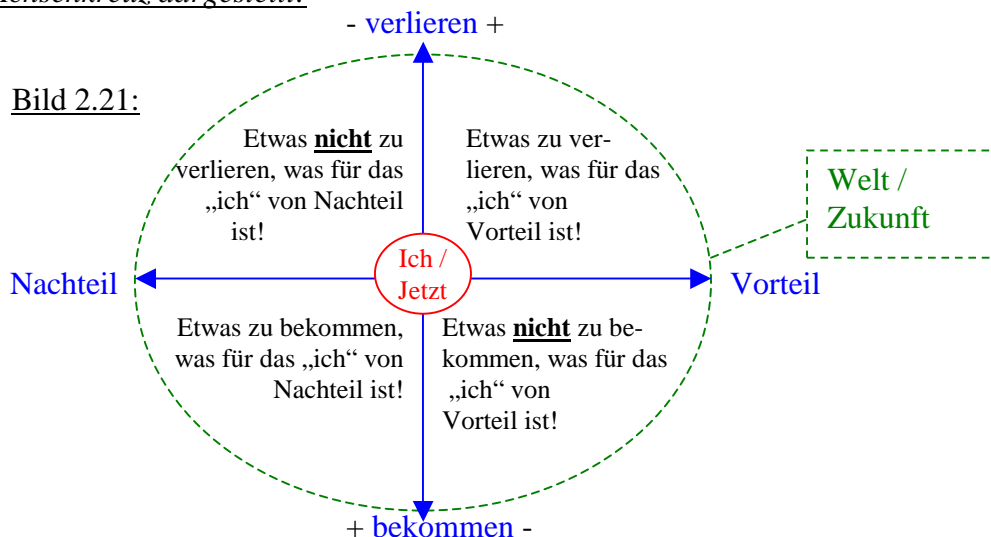 dargestellt:
- verlieren +
Bild 2.21:
Etwas nicht zu
verlieren, was für das
„ich“ von Nachteil
ist!
Etwas zu ver-
lieren, was für das
„ich“ von
Vorteil ist!
Welt /
Zukunft
Nachteil
Ich /
Jetzt
Vorteil
Etwas zu bekommen,
was für das „ich“ von
Nachteil ist!
Etwas nicht zu be-
kommen, was für das
„ich“ von
Vorteil ist!
+ bekommen -